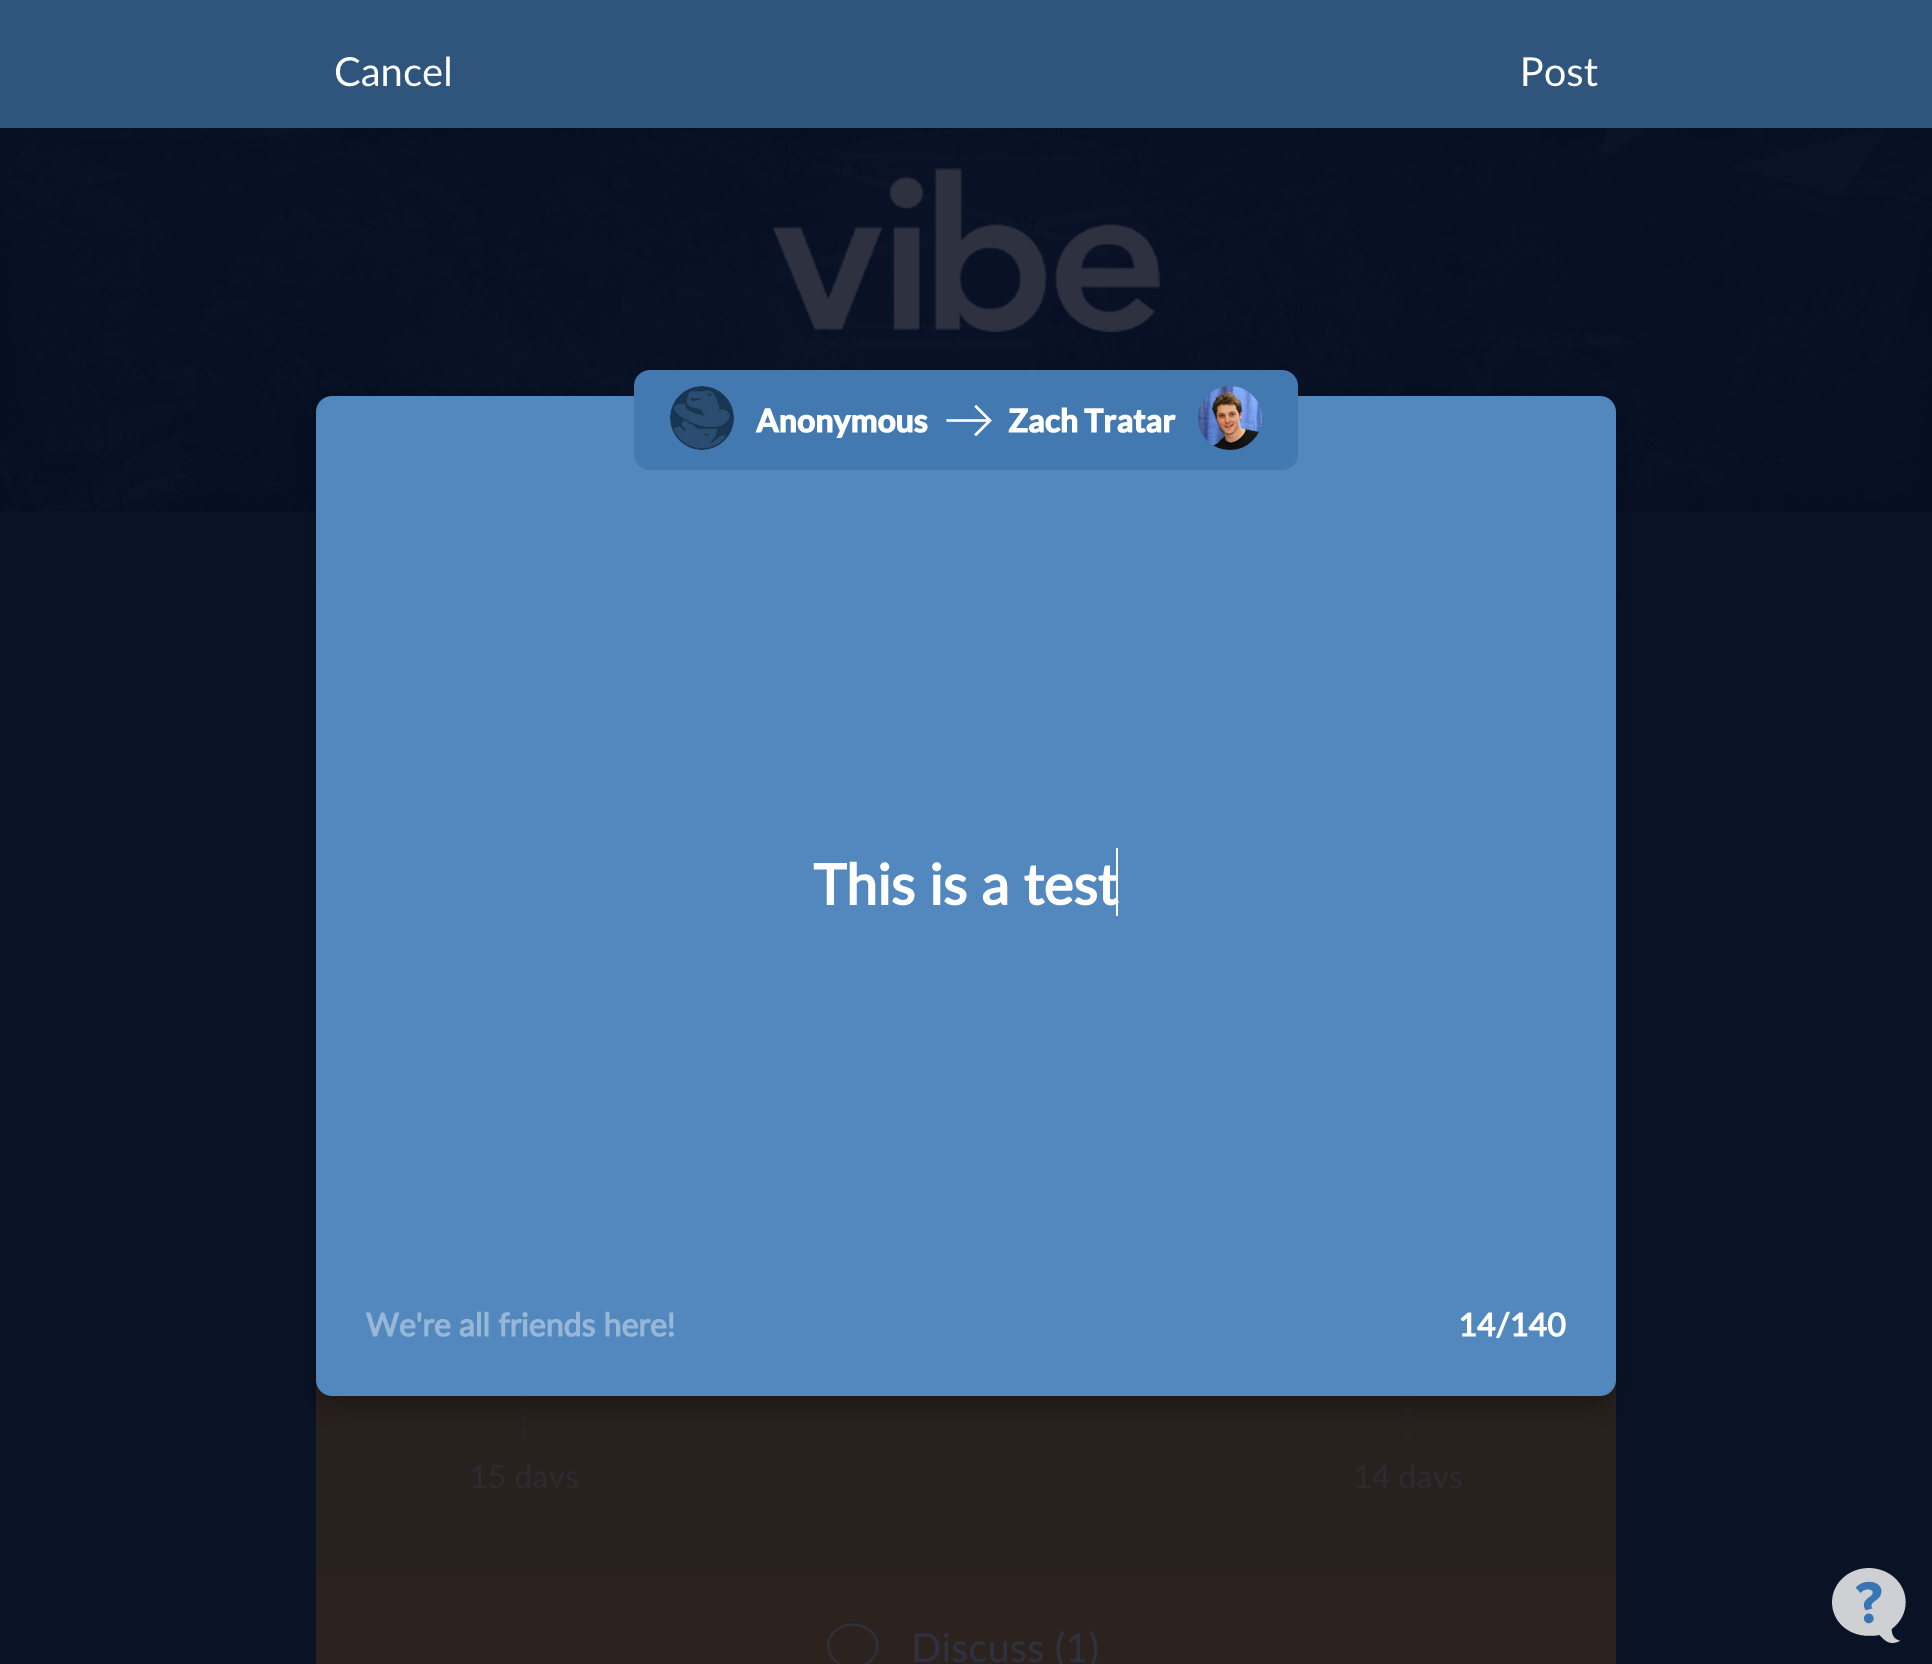 Cancel
Post
vibe
Anonymous → Zach Tratar
This is a test
We're all friends here!
14/140
15 days
14 days
Discuss (1)
?